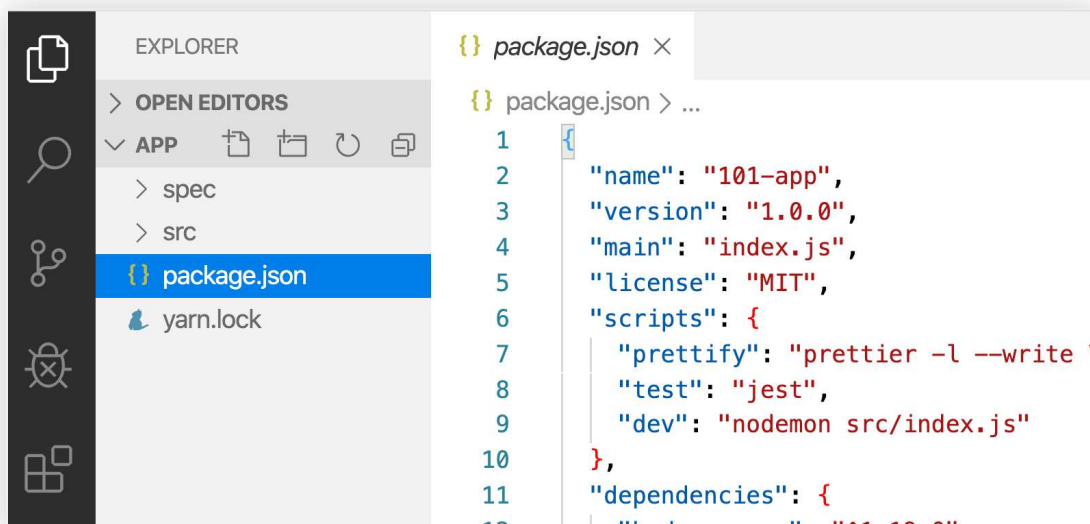 EXPLORER
OPEN EDITORS
APP
spec
src
{} package.json
yarn.lock
{} package.json
{} package.json > ...
1 {
2 "name": "101-app",
3 "version": "1.0.0",
4 "main": "index.js",
5 "license": "MIT",
6 "scripts": {
7 "prettify": "prettier -l --write
8 "test": "jest",
9 "dev": "nodemon src/index.js"
10 },
11 "dependencies": {